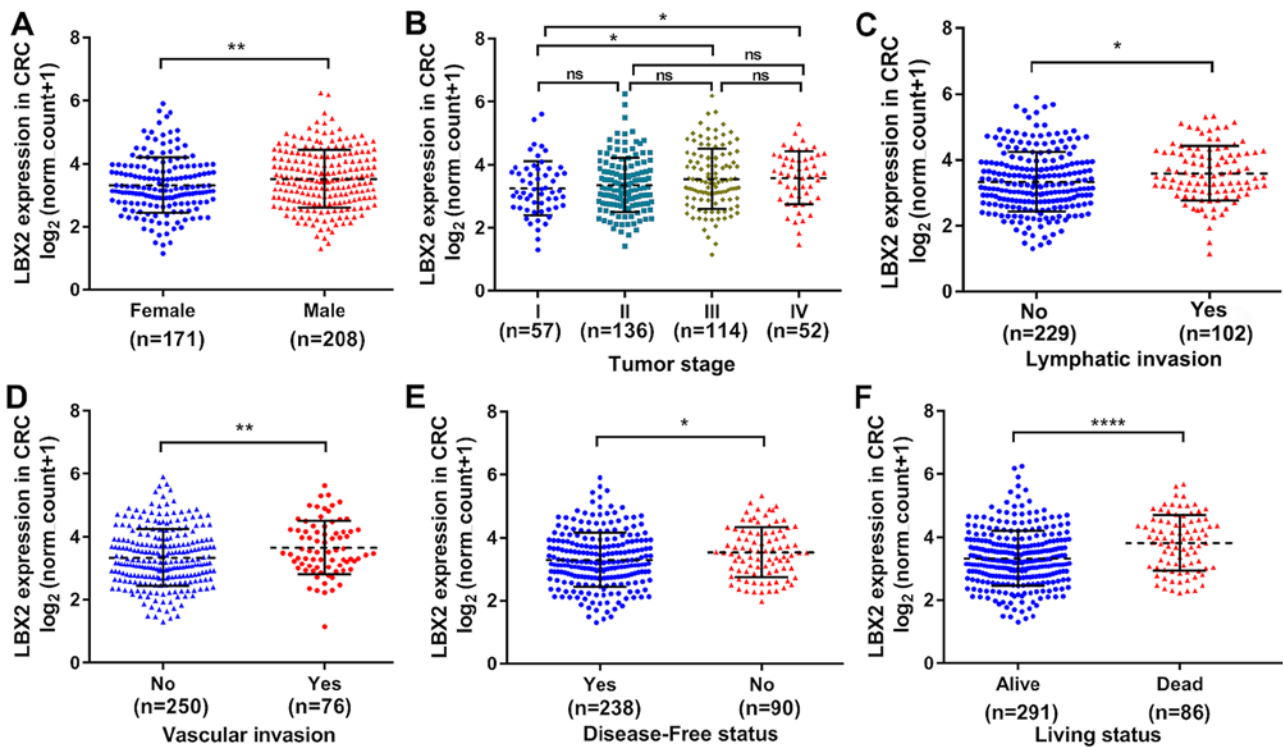 A
LBX2 expression in CRC
log2 (norm count+1)
8
6
4
2
0
**
Female
Male
(n=171)
(n=208)
B
LBX2 expression in CRC
log2 (norm count+1)
8
6
4
2
0
*
*
ns
ns
ns
ns
I
II
III
IV
(n=57)
(n=136)
(n=114)
(n=52)
Tumor stage
C
LBX2 expression in CRC
log2 (norm count+1)
8
6
4
2
0
*
No
Yes
(n=229)
(n=102)
Lymphatic invasion
D
LBX2 expression in CRC
log2 (norm count+1)
8
6
4
2
0
**
No
Yes
(n=250)
(n=76)
Vascular invasion
E
LBX2 expression in CRC
log2 (norm count+1)
8
6
4
2
0
*
Yes
No
(n=238)
(n=90)
Disease-Free status
F
LBX2 expression in CRC
log2 (norm count+1)
8
6
4
2
0
****
Alive
Dead
(n=291)
(n=86)
Living status